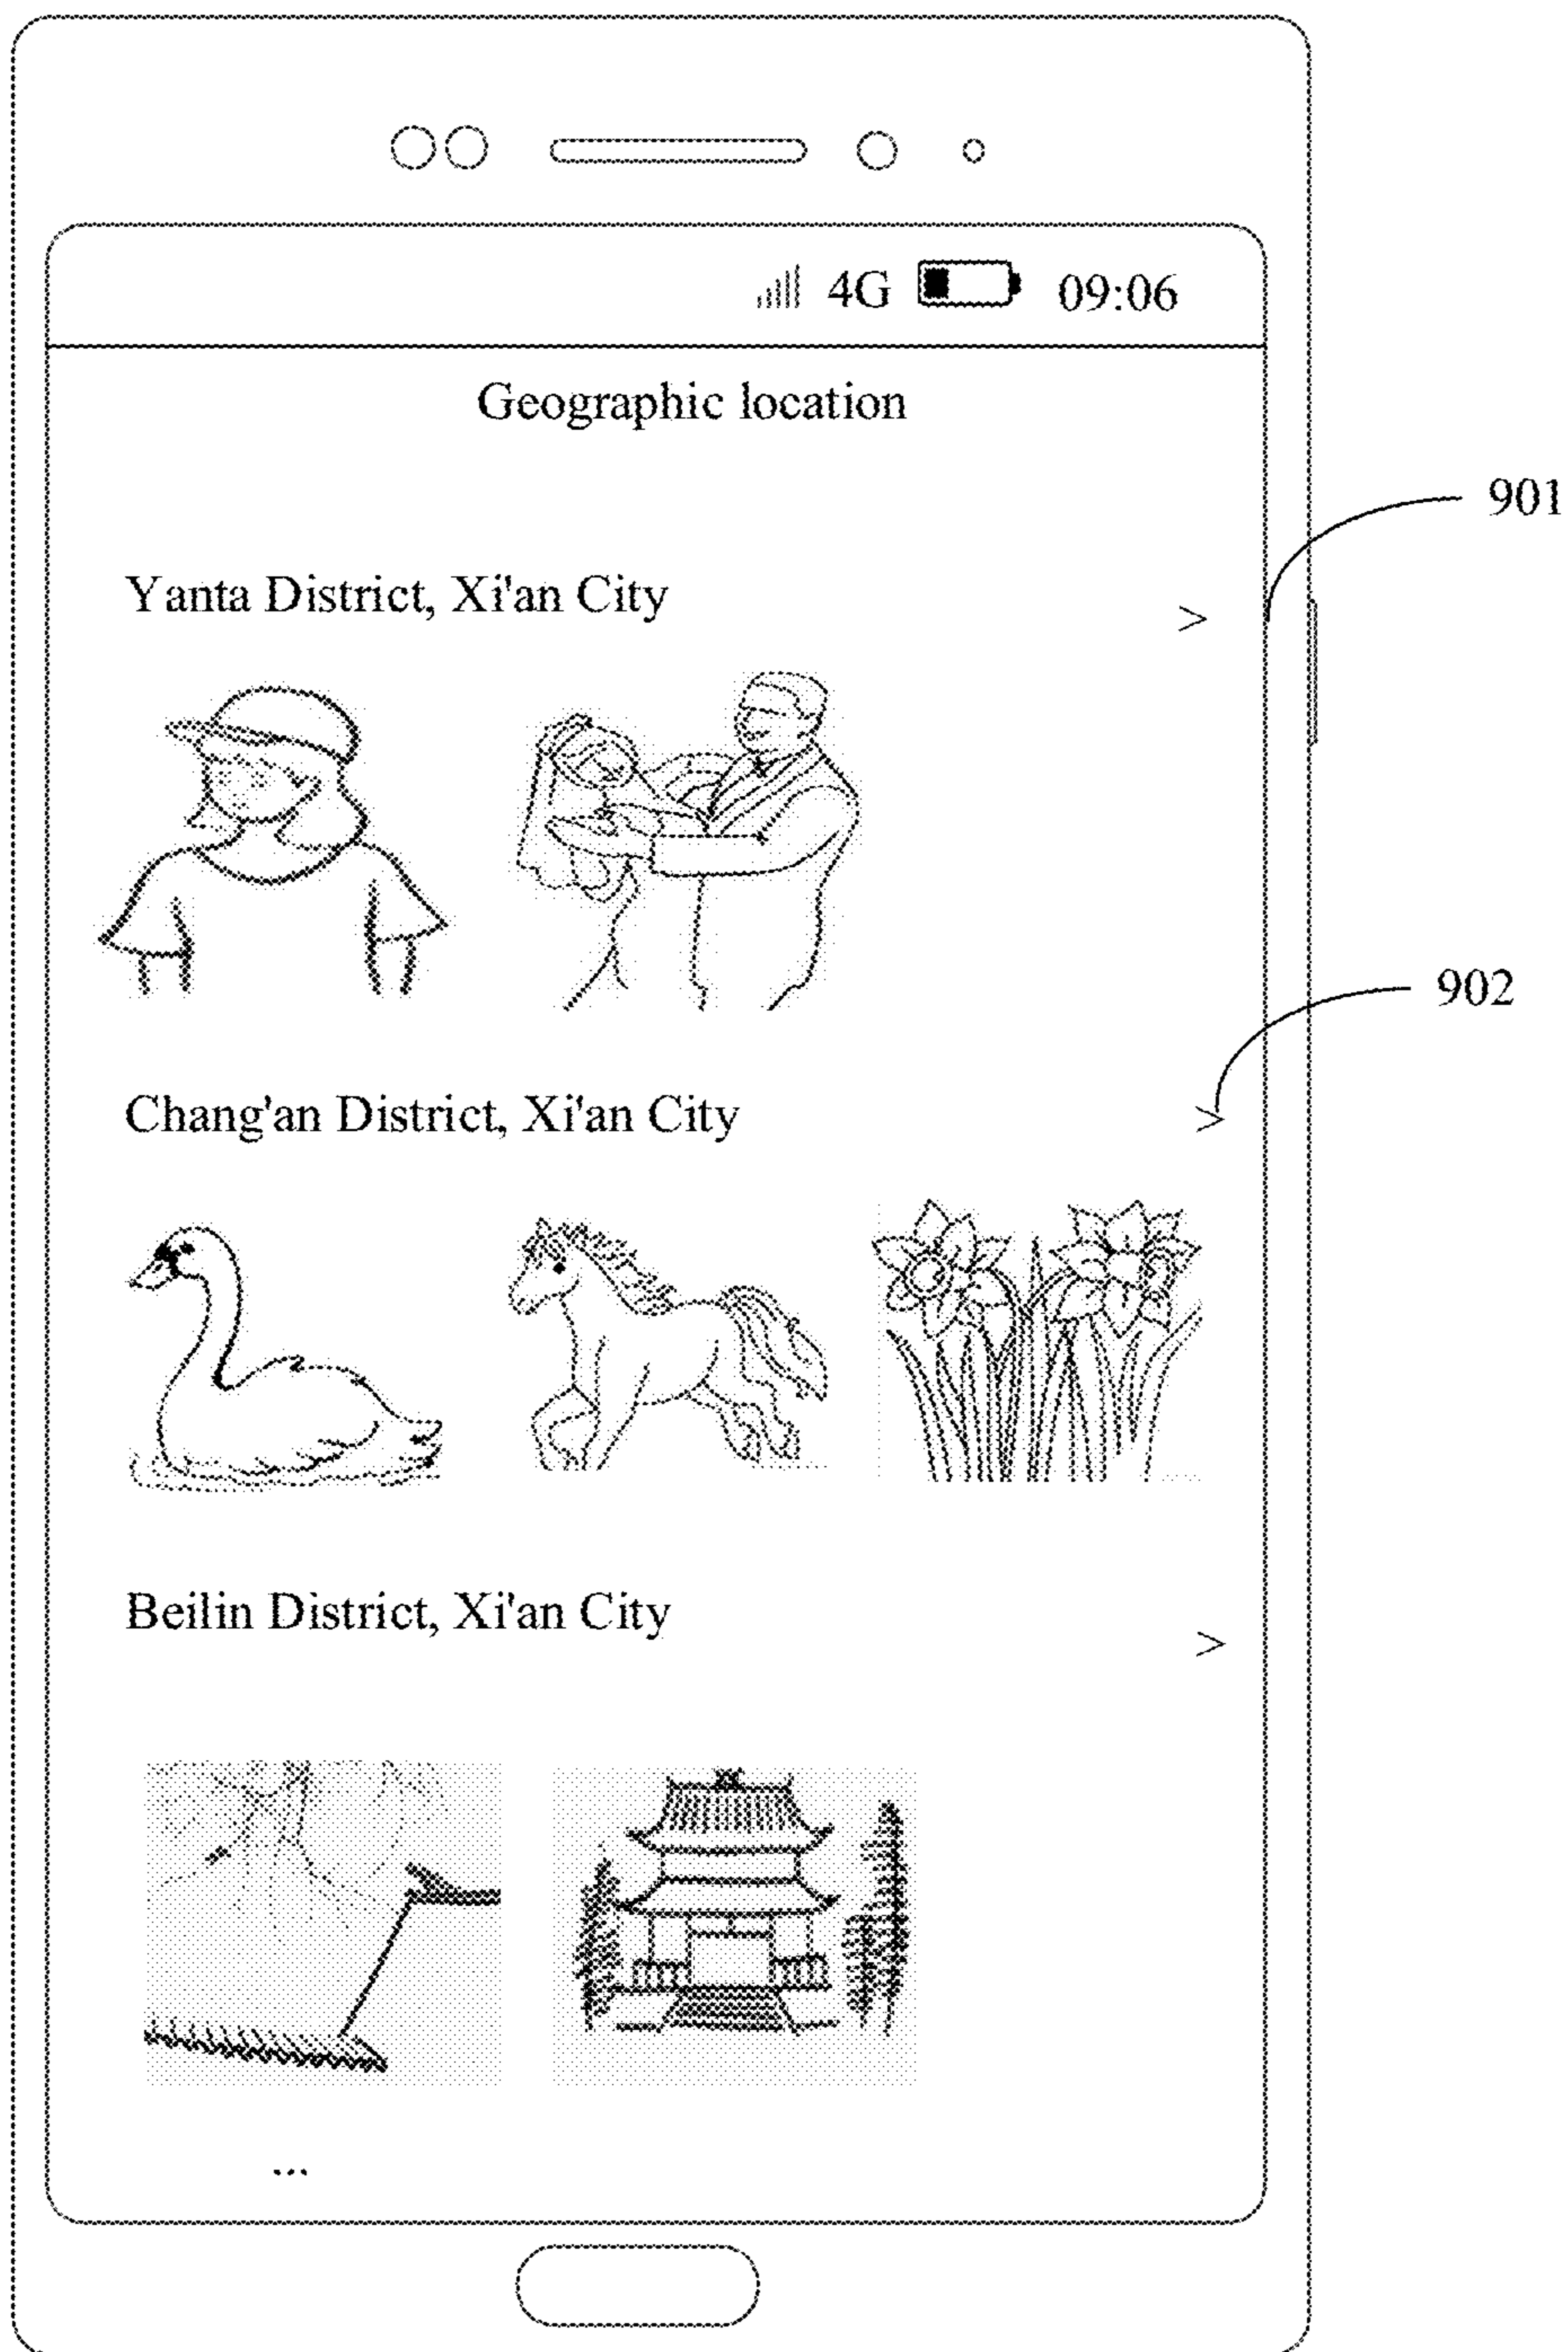 4G 09:06
Geographic location
901
Yanta District, Xi'an City
>
902
Chang'an District, Xi'an City
>
Beilin District, Xi'an City
>
...